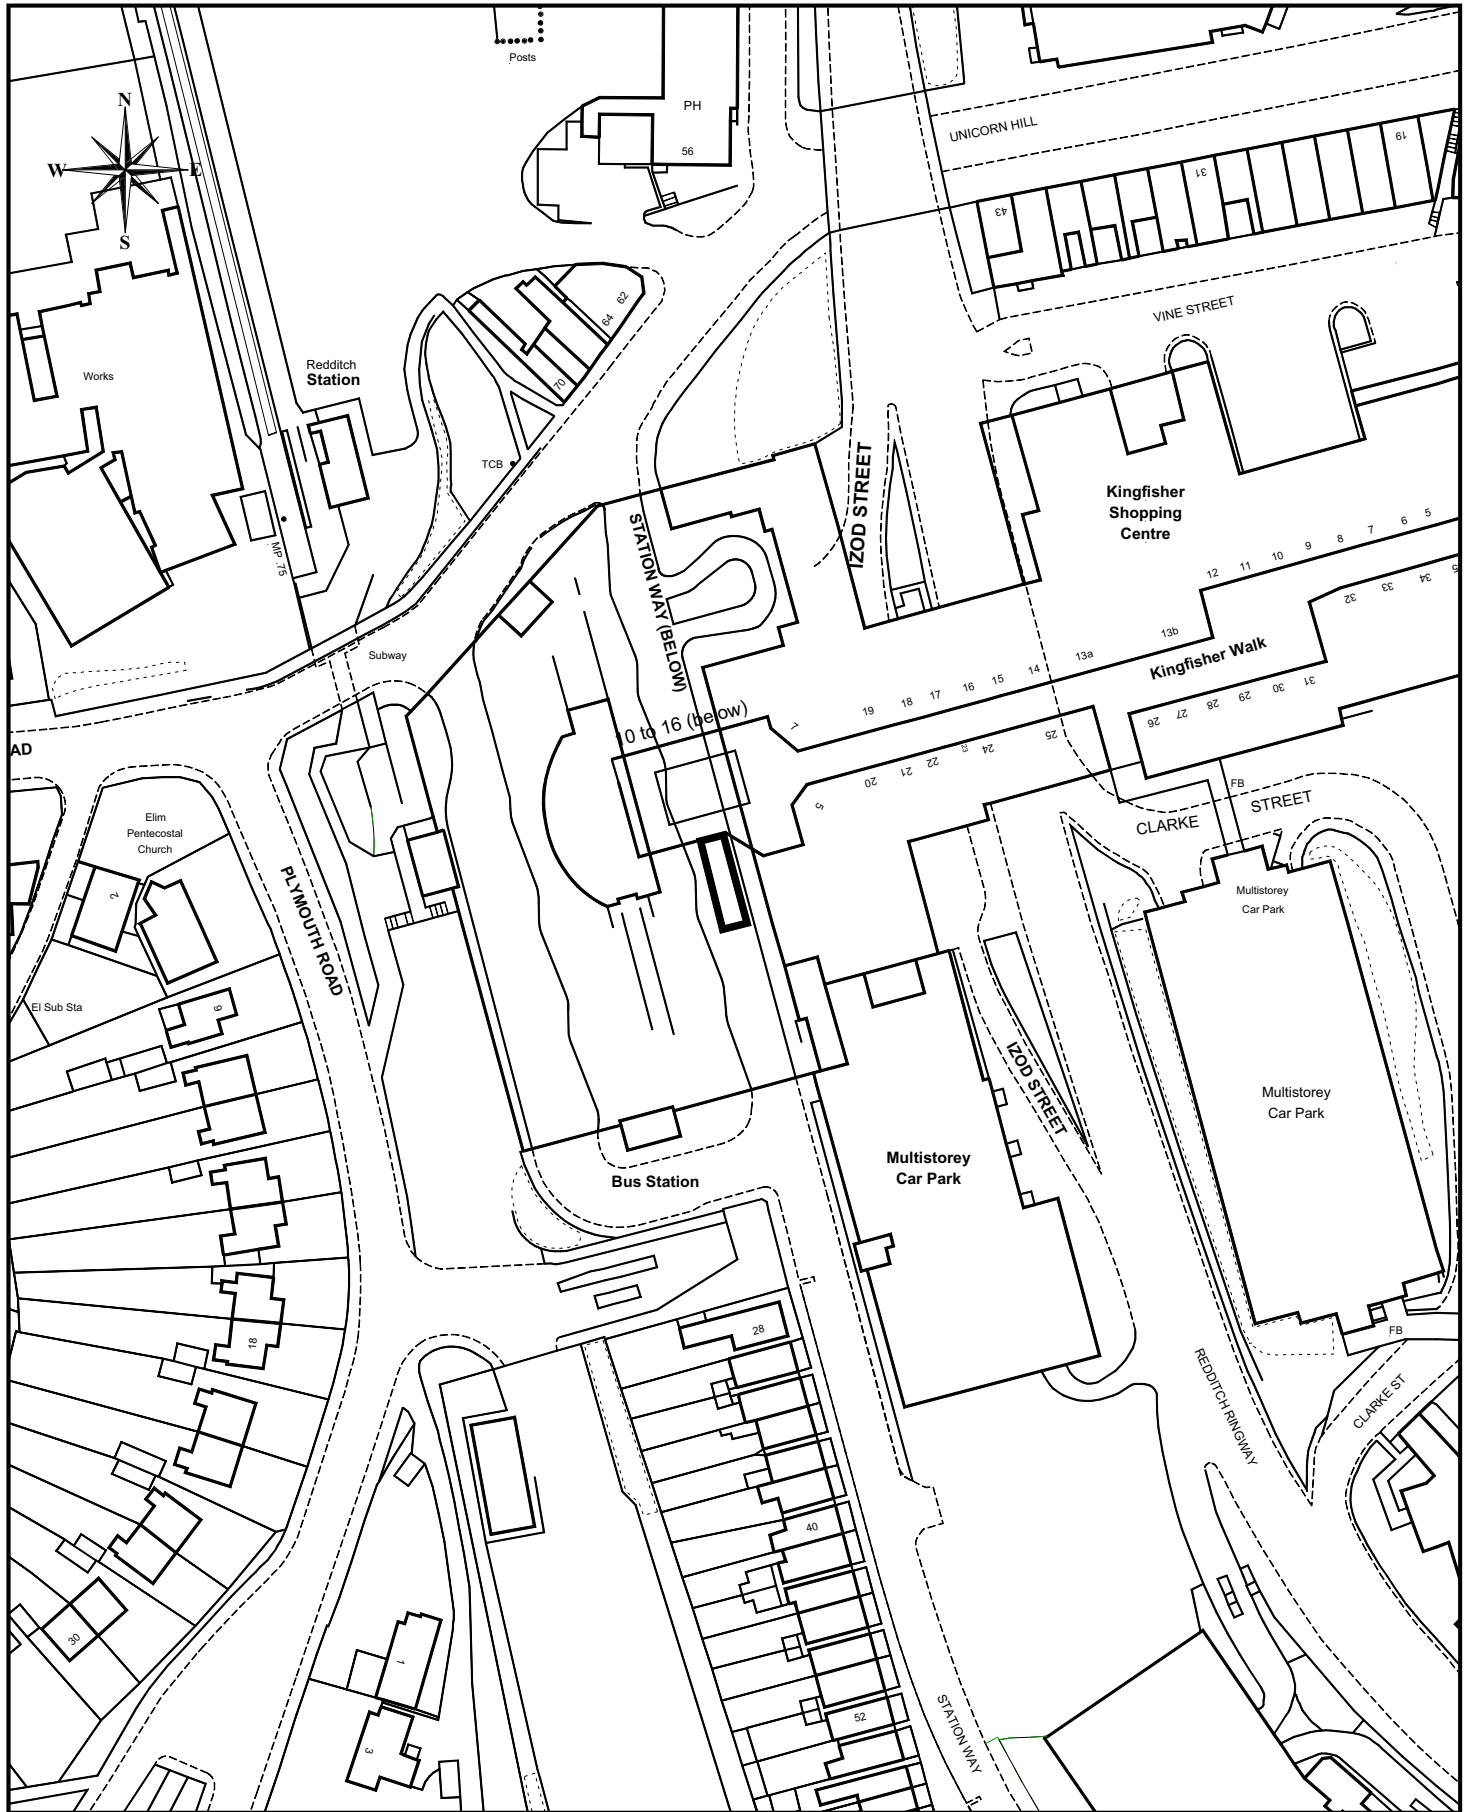 Posts
PH
56
UNICORN HILL
19
31
43
N
W
E
S
VINE STREET
62
64
70
Redditch
Station
Works
TCB
MP .75
IZOD STREET
STATION WAY (BELOW)
Kingfisher
Shopping
Centre
5
6
7
8
9
10
11
12
13b
13a
14
15
16
17
18
19
Kingfisher Walk
34
33
32
31
30
29
28
27
26
25
24
23
22
21
20
5
7
10 to 16 (below)
Subway
AD
Elim
Pentecostal
Church
2
El Sub Sta
PLYMOUTH ROAD
FB
CLARKE
STREET
Multistorey
Car Park
Multistorey
Car Park
IZOD STREET
Multistorey
Car Park
Bus Station
9
18
28
30
40
52
1
3
FB
CLARKE ST
REDDITCH RINGWAY
STATION WAY